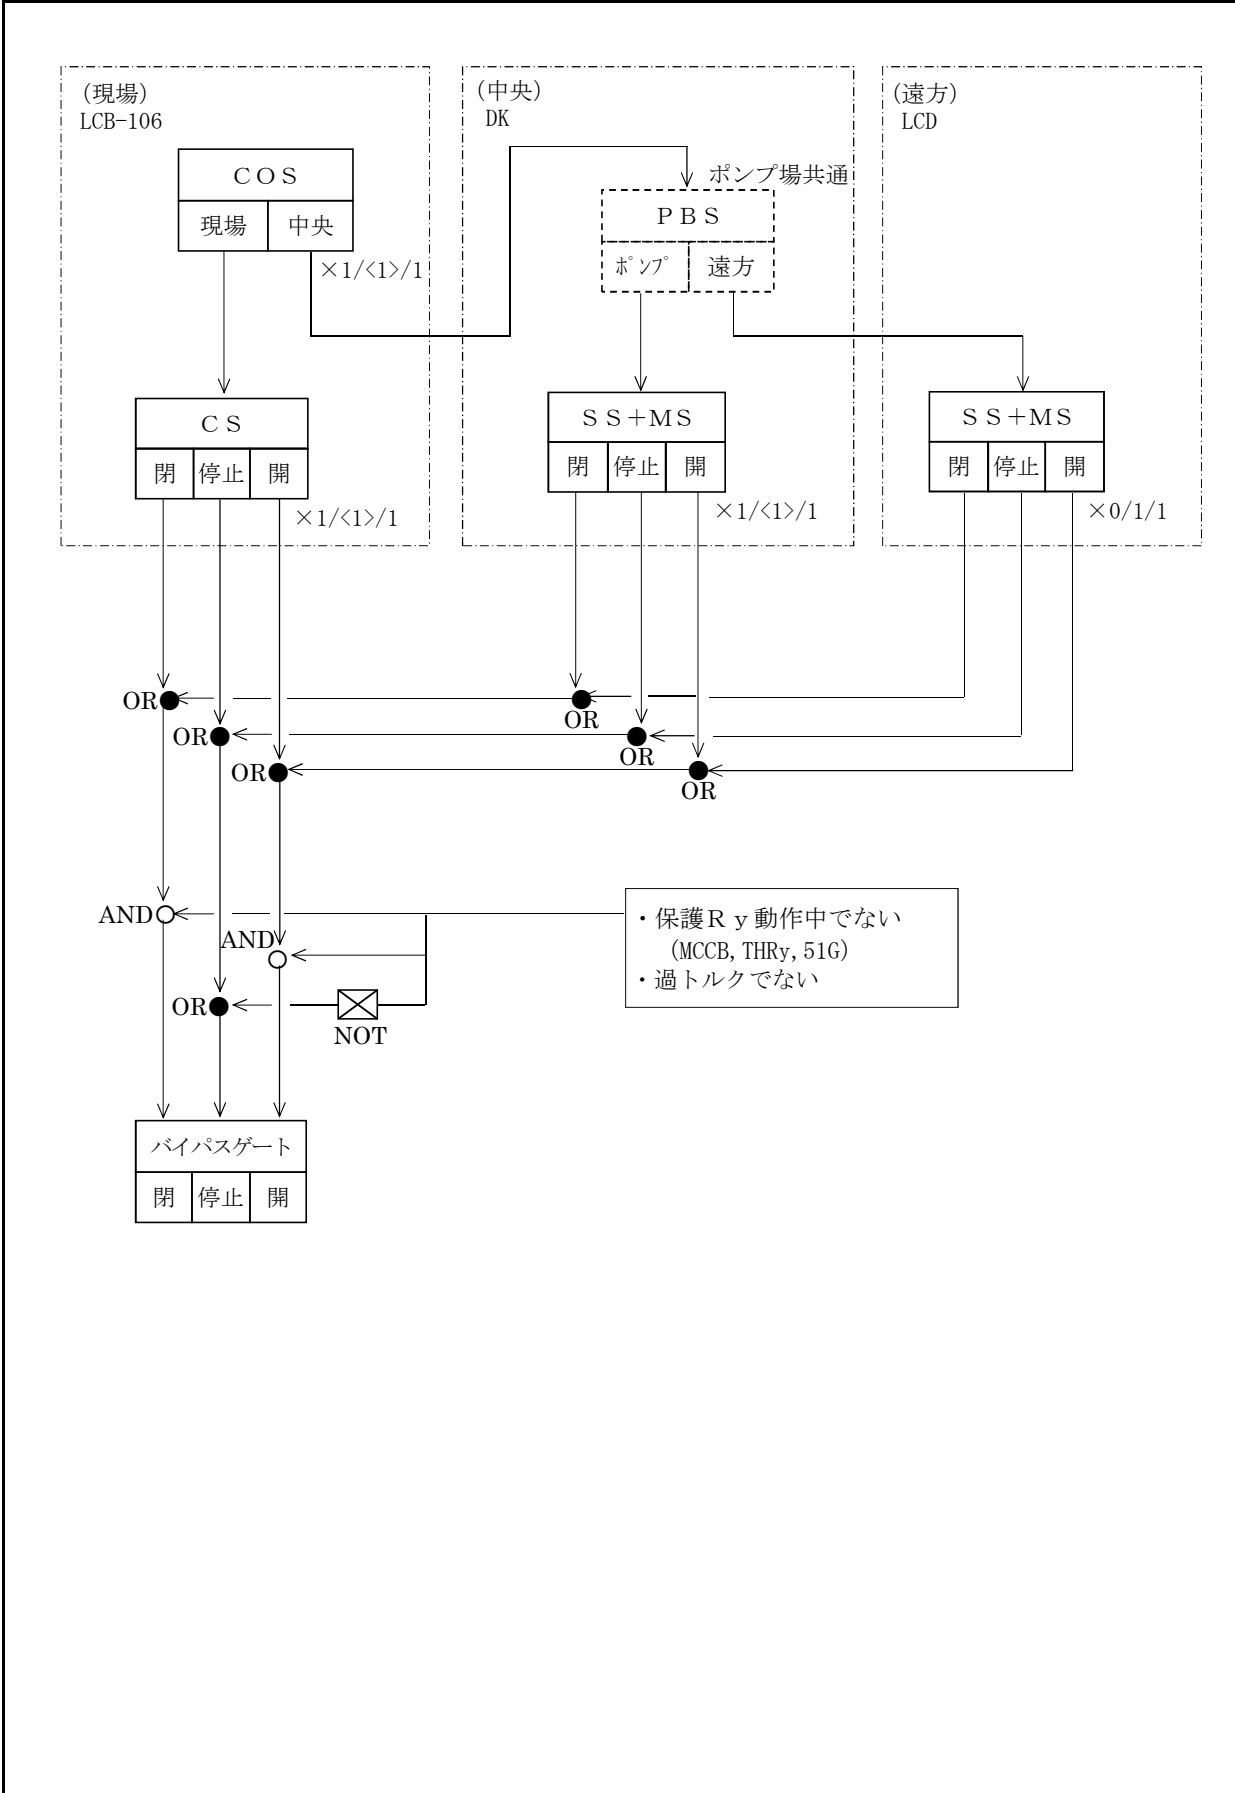 (現場)
LCB-106
COS
現場 中央
×1/<1>/1
CS
閉 停止 開
×1/<1>/1
(中央)
DK
ポンプ場共通
PBS
ポンプ 遠方
SS+MS
閉 停止 開
×1/<1>/1
(遠方)
LCD
SS+MS
閉 停止 開
×0/1/1
OR
OR
OR
OR
OR
OR
AND
AND
OR
NOT
・保護Ry動作中でない
(MCCB,THRy,51G)
・過トルクでない
バイパスゲート
閉 停止 開